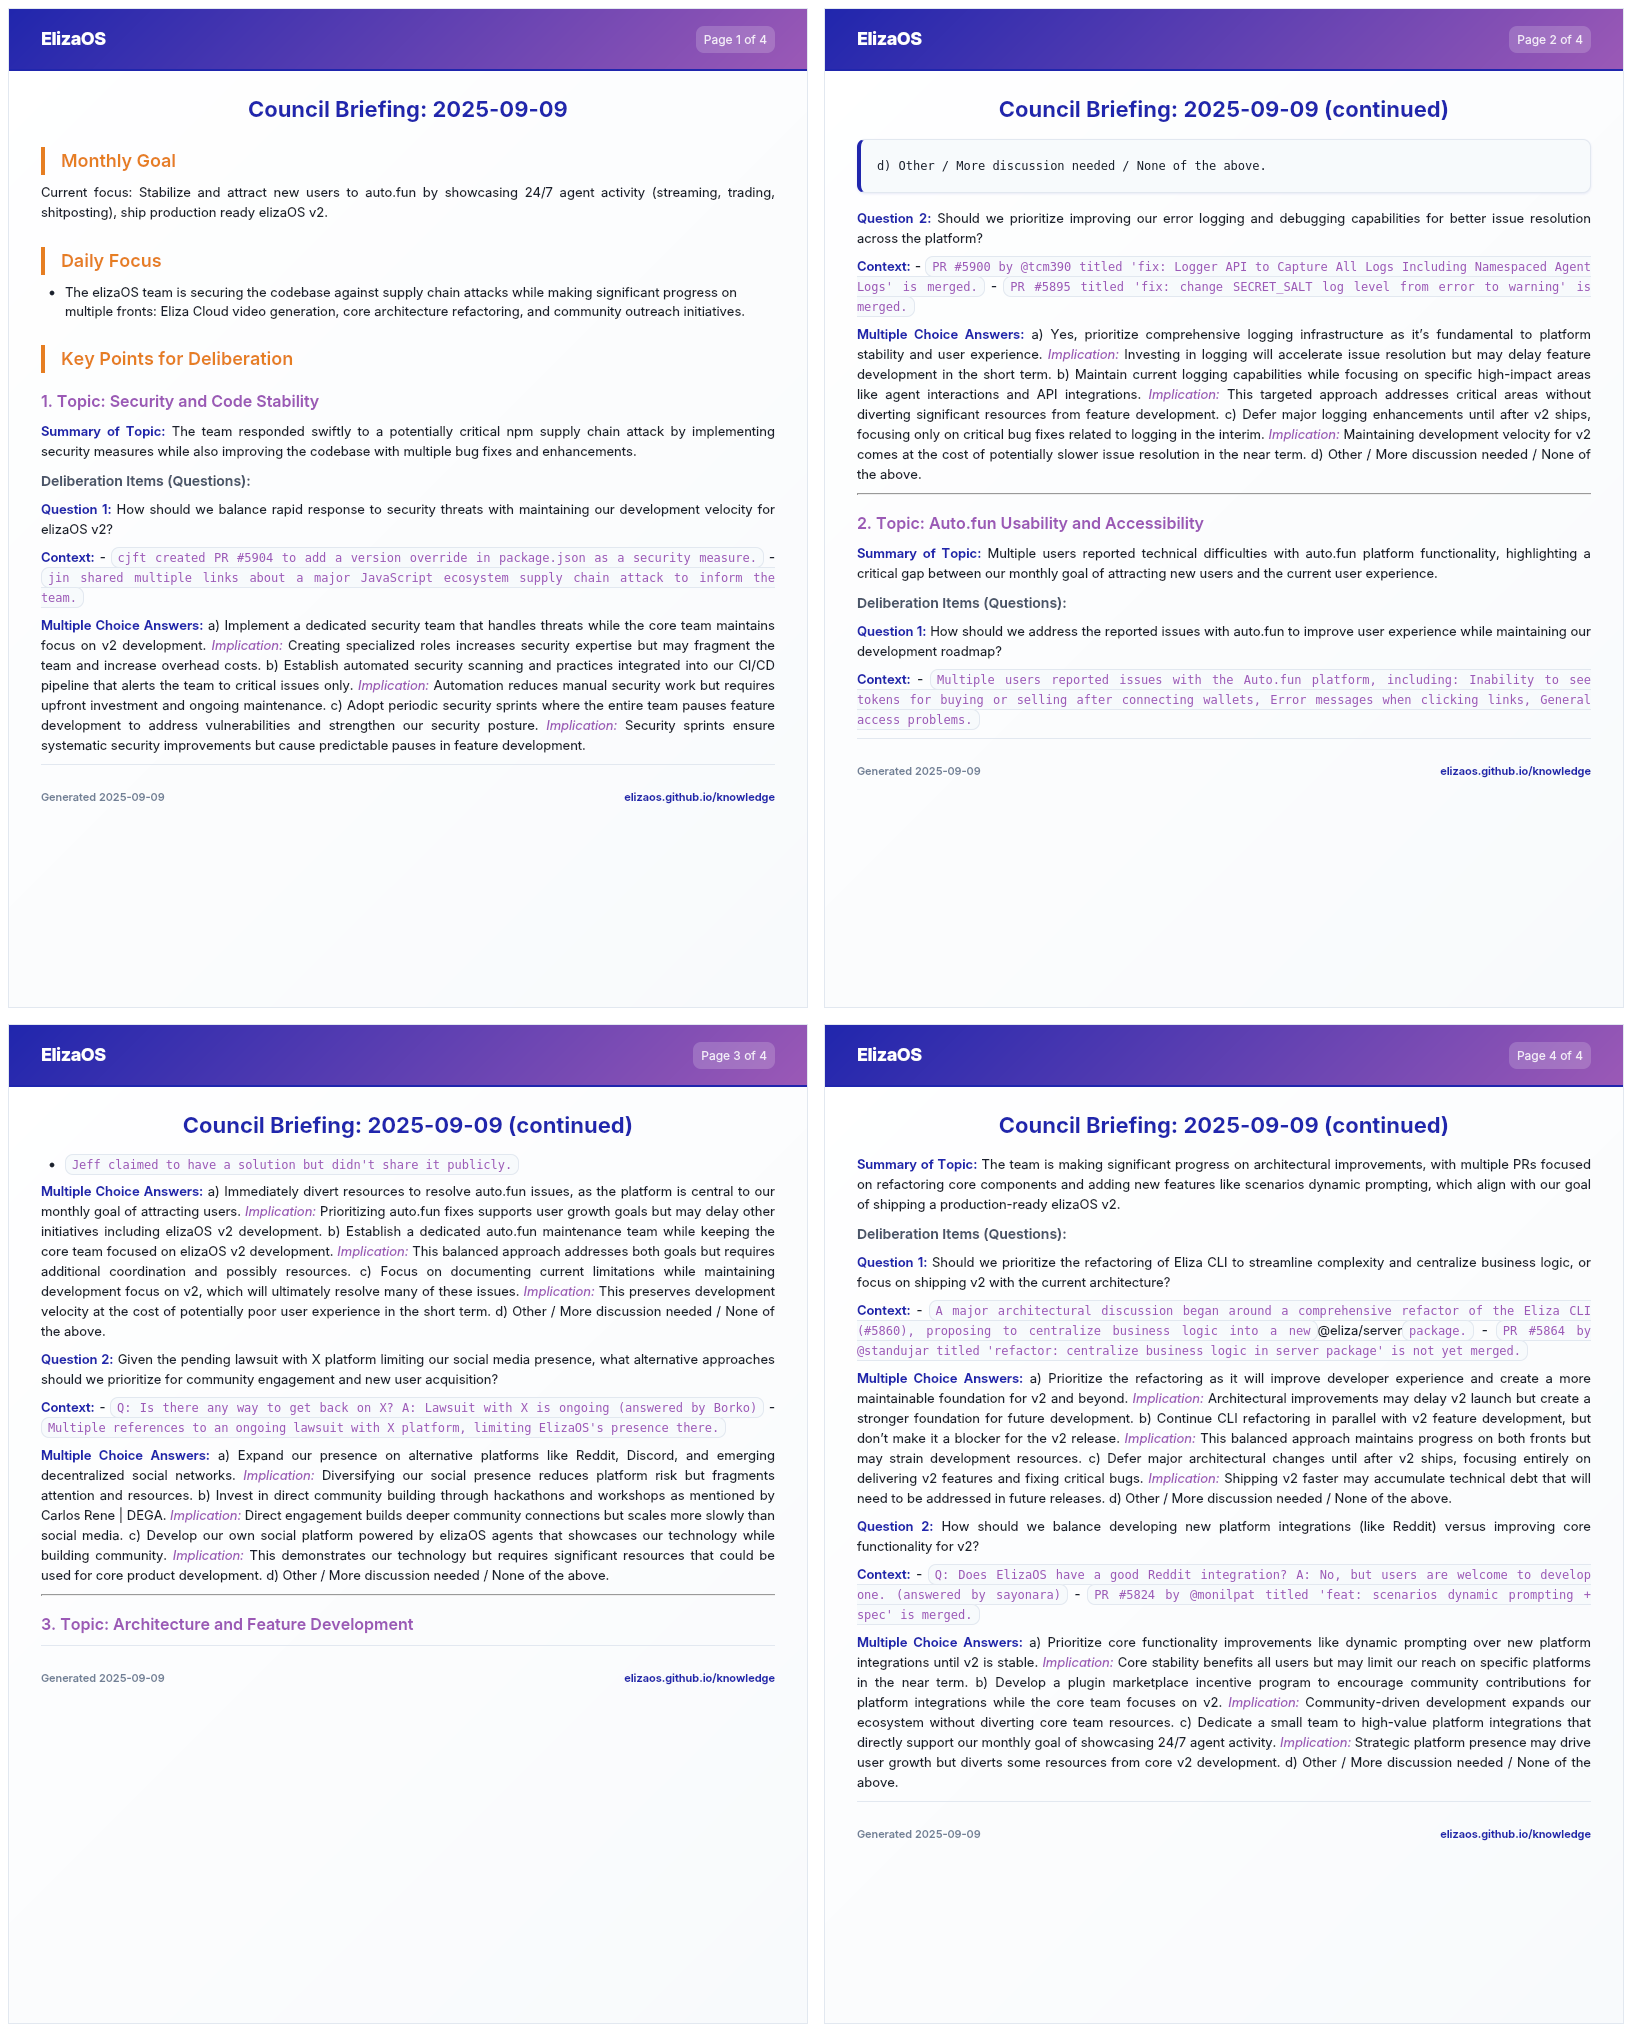 ElizaOS
Page 1 of 4
Council Briefing: 2025-09-09
Monthly Goal
Current focus: Stabilize and attract new users to auto.fun by showcasing 24/7 agent activity (streaming, trading,
shitposting), ship production ready elizaOS v2.
Daily Focus
• The elizaOS team is securing the codebase against supply chain attacks while making significant progress on
multiple fronts: Eliza Cloud video generation, core architecture refactoring, and community outreach initiatives.
Key Points for Deliberation
1. Topic: Security and Code Stability
Summary of Topic: The team responded swiftly to a potentially critical npm supply chain attack by implementing
security measures while also improving the codebase with multiple bug fixes and enhancements.
Deliberation Items (Questions):
Question 1: How should we balance rapid response to security threats with maintaining our development velocity for
elizaOS v2?
Context: - cjft created PR #5904 to add a version override in package.json as a security measure. -
jin shared multiple links about a major JavaScript ecosystem supply chain attack to inform the
team.
Multiple Choice Answers: a) Implement a dedicated security team that handles threats while the core team maintains
focus on v2 development. Implication: Creating specialized roles increases security expertise but may fragment the
team and increase overhead costs. b) Establish automated security scanning and practices integrated into our CI/CD
pipeline that alerts the team to critical issues only. Implication: Automation reduces manual security work but requires
upfront investment and ongoing maintenance. c) Adopt periodic security sprints where the entire team pauses feature
development to address vulnerabilities and strengthen our security posture. Implication: Security sprints ensure
systematic security improvements but cause predictable pauses in feature development.
Generated 2025-09-09
elizaos.github.io/knowledge
ElizaOS
Page 2 of 4
Council Briefing: 2025-09-09 (continued)
d) Other / More discussion needed / None of the above.
Question 2: Should we prioritize improving our error logging and debugging capabilities for better issue resolution
across the platform?
Context: - PR #5900 by @tcm390 titled 'fix: Logger API to Capture All Logs Including Namespaced Agent
Logs' is merged. - PR #5895 titled 'fix: change SECRET_SALT log level from error to warning' is
merged.
Multiple Choice Answers: a) Yes, prioritize comprehensive logging infrastructure as it’s fundamental to platform
stability and user experience. Implication: Investing in logging will accelerate issue resolution but may delay feature
development in the short term. b) Maintain current logging capabilities while focusing on specific high-impact areas
like agent interactions and API integrations. Implication: This targeted approach addresses critical areas without
diverting significant resources from feature development. c) Defer major logging enhancements until after v2 ships,
focusing only on critical bug fixes related to logging in the interim. Implication: Maintaining development velocity for v2
comes at the cost of potentially slower issue resolution in the near term. d) Other / More discussion needed / None of
the above.
2. Topic: Auto.fun Usability and Accessibility
Summary of Topic: Multiple users reported technical difficulties with auto.fun platform functionality, highlighting a
critical gap between our monthly goal of attracting new users and the current user experience.
Deliberation Items (Questions):
Question 1: How should we address the reported issues with auto.fun to improve user experience while maintaining our
development roadmap?
Context: - Multiple users reported issues with the Auto.fun platform, including: Inability to see
tokens for buying or selling after connecting wallets, Error messages when clicking links, General
access problems.
Generated 2025-09-09
elizaos.github.io/knowledge
ElizaOS
Page 3 of 4
Council Briefing: 2025-09-09 (continued)
• Jeff claimed to have a solution but didn't share it publicly.
Multiple Choice Answers: a) Immediately divert resources to resolve auto.fun issues, as the platform is central to our
monthly goal of attracting users. Implication: Prioritizing auto.fun fixes supports user growth goals but may delay other
initiatives including elizaOS v2 development. b) Establish a dedicated auto.fun maintenance team while keeping the
core team focused on elizaOS v2 development. Implication: This balanced approach addresses both goals but requires
additional coordination and possibly resources. c) Focus on documenting current limitations while maintaining
development focus on v2, which will ultimately resolve many of these issues. Implication: This preserves development
velocity at the cost of potentially poor user experience in the short term. d) Other / More discussion needed / None of
the above.
Question 2: Given the pending lawsuit with X platform limiting our social media presence, what alternative approaches
should we prioritize for community engagement and new user acquisition?
Context: - Q: Is there any way to get back on X? A: Lawsuit with X is ongoing (answered by Borko) -
Multiple references to an ongoing lawsuit with X platform, limiting ElizaOS's presence there.
Multiple Choice Answers: a) Expand our presence on alternative platforms like Reddit, Discord, and emerging
decentralized social networks. Implication: Diversifying our social presence reduces platform risk but fragments
attention and resources. b) Invest in direct community building through hackathons and workshops as mentioned by
Carlos Rene | DEGA. Implication: Direct engagement builds deeper community connections but scales more slowly than
social media. c) Develop our own social platform powered by elizaOS agents that showcases our technology while
building community. Implication: This demonstrates our technology but requires significant resources that could be
used for core product development. d) Other / More discussion needed / None of the above.
3. Topic: Architecture and Feature Development
Generated 2025-09-09
elizaos.github.io/knowledge
ElizaOS
Page 4 of 4
Council Briefing: 2025-09-09 (continued)
Summary of Topic: The team is making significant progress on architectural improvements, with multiple PRs focused
on refactoring core components and adding new features like scenarios dynamic prompting, which align with our goal
of shipping a production-ready elizaOS v2.
Deliberation Items (Questions):
Question 1: Should we prioritize the refactoring of Eliza CLI to streamline complexity and centralize business logic, or
focus on shipping v2 with the current architecture?
Context: - A major architectural discussion began around a comprehensive refactor of the Eliza CLI
(#5860), proposing to centralize business logic into a new @eliza/server package. - PR #5864 by
@standujar titled 'refactor: centralize business logic in server package' is not yet merged.
Multiple Choice Answers: a) Prioritize the refactoring as it will improve developer experience and create a more
maintainable foundation for v2 and beyond. Implication: Architectural improvements may delay v2 launch but create a
stronger foundation for future development. b) Continue CLI refactoring in parallel with v2 feature development, but
don’t make it a blocker for the v2 release. Implication: This balanced approach maintains progress on both fronts but
may strain development resources. c) Defer major architectural changes until after v2 ships, focusing entirely on
delivering v2 features and fixing critical bugs. Implication: Shipping v2 faster may accumulate technical debt that will
need to be addressed in future releases. d) Other / More discussion needed / None of the above.
Question 2: How should we balance developing new platform integrations (like Reddit) versus improving core
functionality for v2?
Context: - Q: Does ElizaOS have a good Reddit integration? A: No, but users are welcome to develop
one. (answered by sayonara) - PR #5824 by @monilpat titled 'feat: scenarios dynamic prompting +
spec' is merged.
Multiple Choice Answers: a) Prioritize core functionality improvements like dynamic prompting over new platform
integrations until v2 is stable. Implication: Core stability benefits all users but may limit our reach on specific platforms
in the near term. b) Develop a plugin marketplace incentive program to encourage community contributions for
platform integrations while the core team focuses on v2. Implication: Community-driven development expands our
ecosystem without diverting core team resources. c) Dedicate a small team to high-value platform integrations that
directly support our monthly goal of showcasing 24/7 agent activity. Implication: Strategic platform presence may drive
user growth but diverts some resources from core v2 development. d) Other / More discussion needed / None of the
above.
Generated 2025-09-09
elizaos.github.io/knowledge